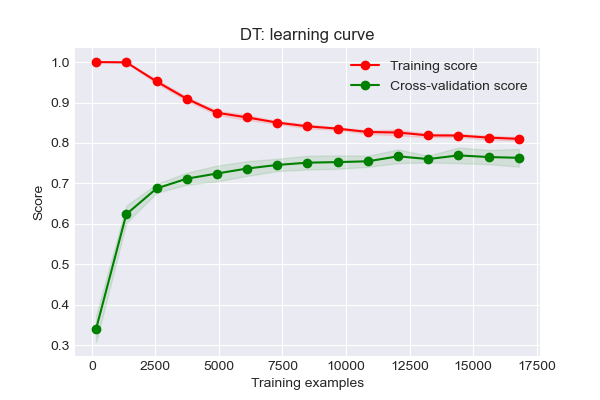 DT: learning curve
Training score
Cross-validation score
1.0
0.9
0.8
0.7
0.6
0.5
0.4
0.3
Score
0 2500 5000 7500 10000 12500 15000 17500
Training examples